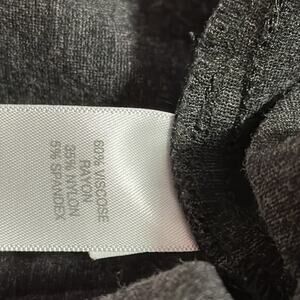 60% VISCOSE
RAYON
35% NYLON
5% SPANDEX